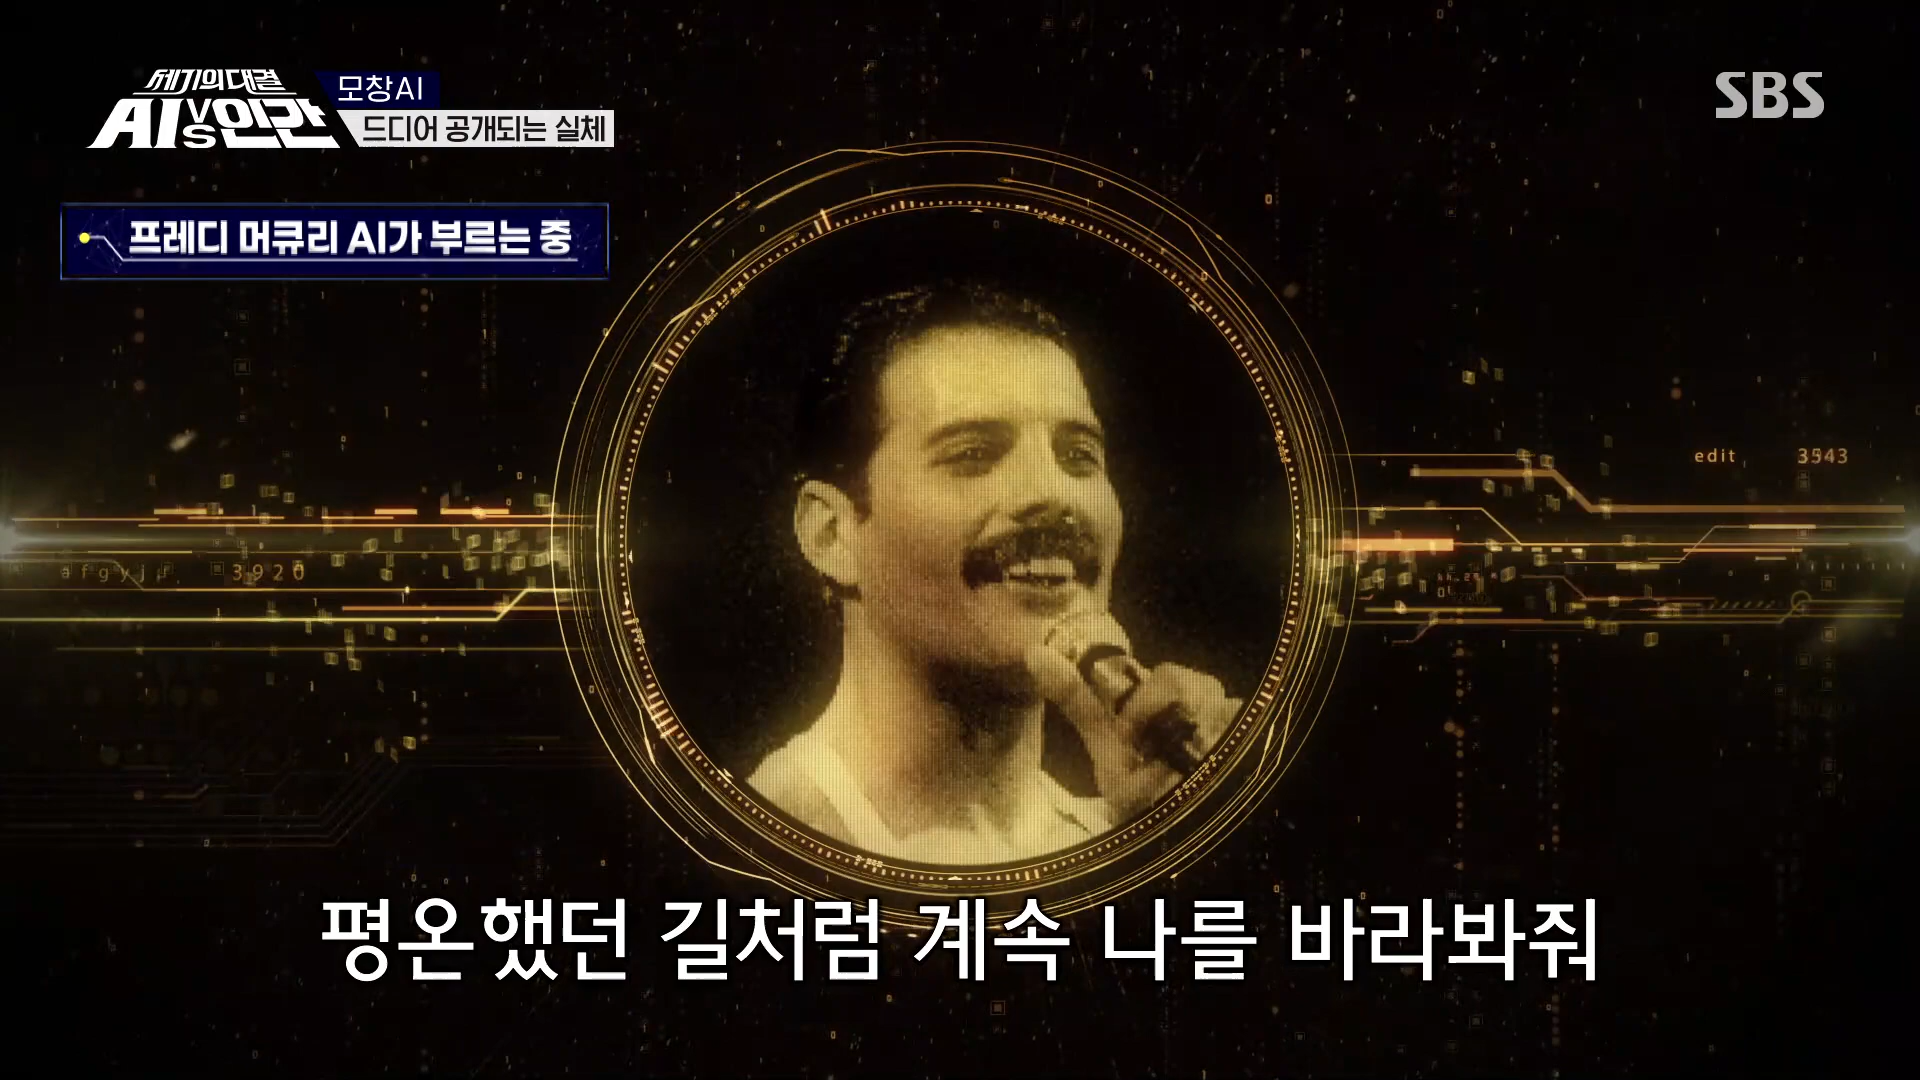 세기의대결
AI VS 인간
모창AI
드디어 공개되는 실체
SBS
프레디 머큐리 AI가 부르는 중
edit 3543
3920
평온했던 길처럼 계속 나를 바라봐줘